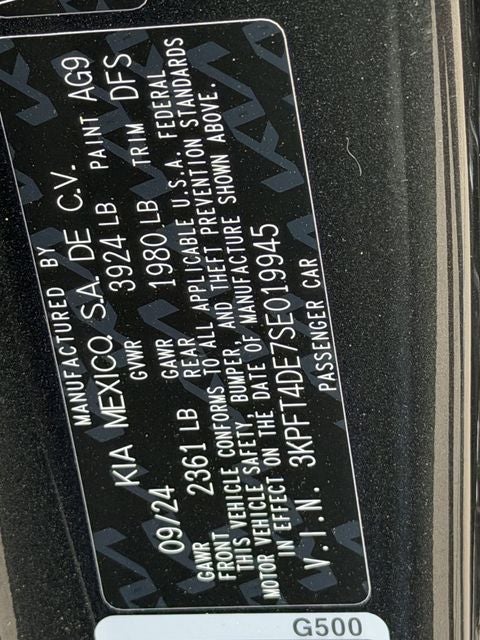 MANUFACTURED BY
KIA MEXICO S.A. DE C.V.
09/24 GVWR 3924 LB PAINT AG9
GAWR FRONT 2361 LB GAWR REAR 1980 LB TRIM DFS
THIS VEHICLE CONFORMS TO ALL APPLICABLE U.S.A. FEDERAL
MOTOR VEHICLE SAFETY, BUMPER, AND THEFT PREVENTION STANDARDS
IN EFFECT ON THE DATE OF MANUFACTURE SHOWN ABOVE.
V.I.N. 3KPFT4DE7SE019945
PASSENGER CAR
G500